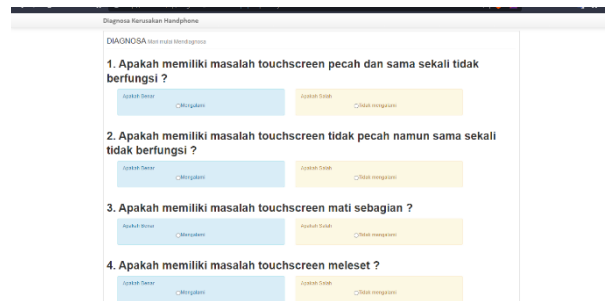 Diagnosa Kerusakan Handphone
DIAGNOSA Mari mulai Mendiagnosa
1. Apakah memiliki masalah touchscreen pecah dan sama sekali tidak
berfungsi ?
Apakah Benar
Mengalami
Apakah Salah
Tidak mengalami
2. Apakah memiliki masalah touchscreen tidak pecah namun sama sekali
tidak berfungsi ?
Apakah Benar
Mengalami
Apakah Salah
Tidak mengalami
3. Apakah memiliki masalah touchscreen mati sebagian ?
Apakah Benar
Mengalami
Apakah Salah
Tidak mengalami
4. Apakah memiliki masalah touchscreen meleset ?
Apakah Benar
Mengalami
Apakah Salah
Tidak mengalami